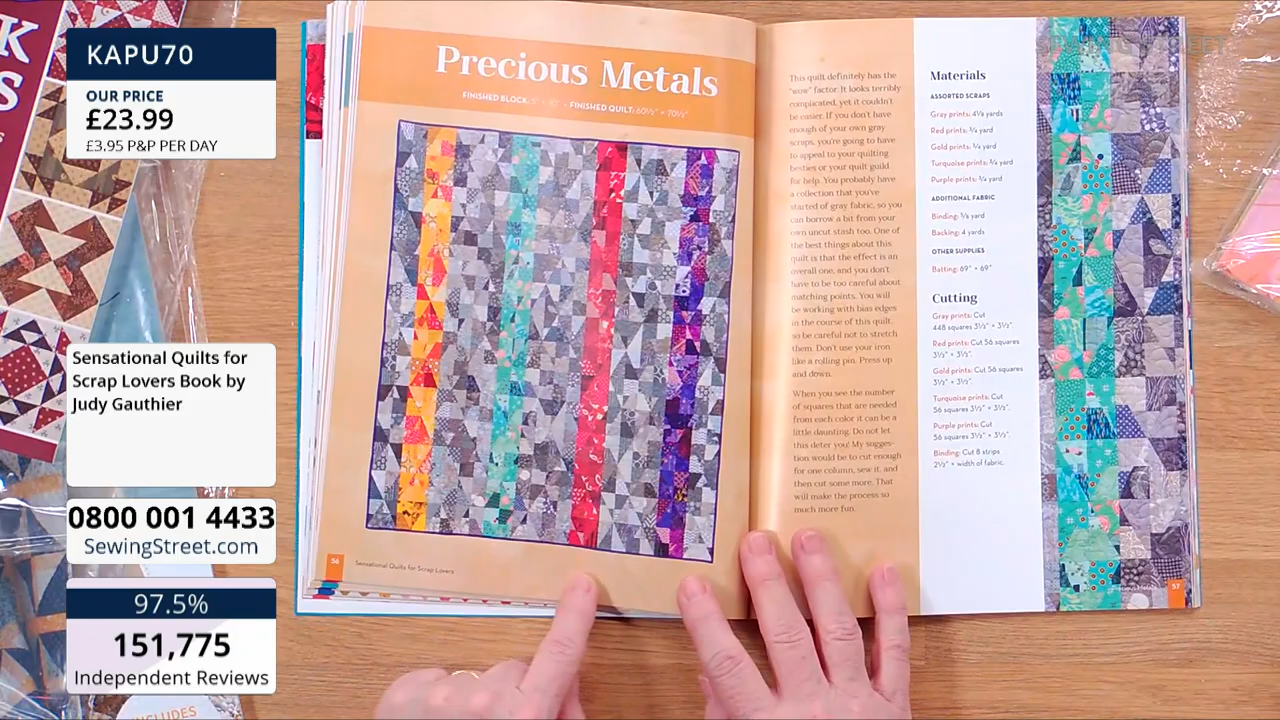 KAPU70
OUR PRICE
£23.99
£3.95 P&P PER DAY
Sensational Quilts for
Scrap Lovers Book by
Judy Gauthier
0800 001 4433
SewingStreet.com
97.5%
151,775
Independent Reviews
INCLUDES
K
S
Precious Metals
FINISHED BLOCK: • FINISHED QUILT: 60½" × 70½"
56
Sensational Quilts for Scrap Lovers
This quilt definitely has the
"wow" factor. It looks terribly
complicated, yet it couldn't
be easier. If you don't have
enough of your own gray
scraps, you're going to have
to appeal to your quilting
besties or your quilt guild
for help. You probably have
a collection that you've
started of gray fabric, so you
can borrow a bit from your
own uncut stash too. One of
the best things about this
quilt is that the effect is an
overall one, and you don't
have to be too careful about
matching points. You will
be working with bias edges
in the course of this quilt,
so be careful not to stretch
them. Don't use your iron
like a rolling pin. Press up
and down.
When you see the number
of squares that are needed
from each color it can be a
little daunting. Do not let
this deter you! My sugges-
tion would be to cut enough
for one column, sew it, and
then cut some more. That
will make the process so
much more fun.
Materials
ASSORTED SCRAPS
Gray prints: 4⅛ yards
Red prints: ¾ yard
Gold prints: ¾ yard
Turquoise prints: ¾ yard
Purple prints: ¾ yard
ADDITIONAL FABRIC
Binding: ⅝ yard
Backing: 4 yards
OTHER SUPPLIES
Batting: 69" × 69"
Cutting
Gray prints: Cut
448 squares 3½" × 3½".
Red prints: Cut 56 squares
3½" × 3½".
Gold prints: Cut 56 squares
3½" × 3½".
Turquoise prints: Cut
56 squares 3½" × 3½".
Purple prints: Cut
56 squares 3½" × 3½".
Binding: Cut 8 strips
2½" × width of fabric.
SEWING STREET
Precious Metals
57